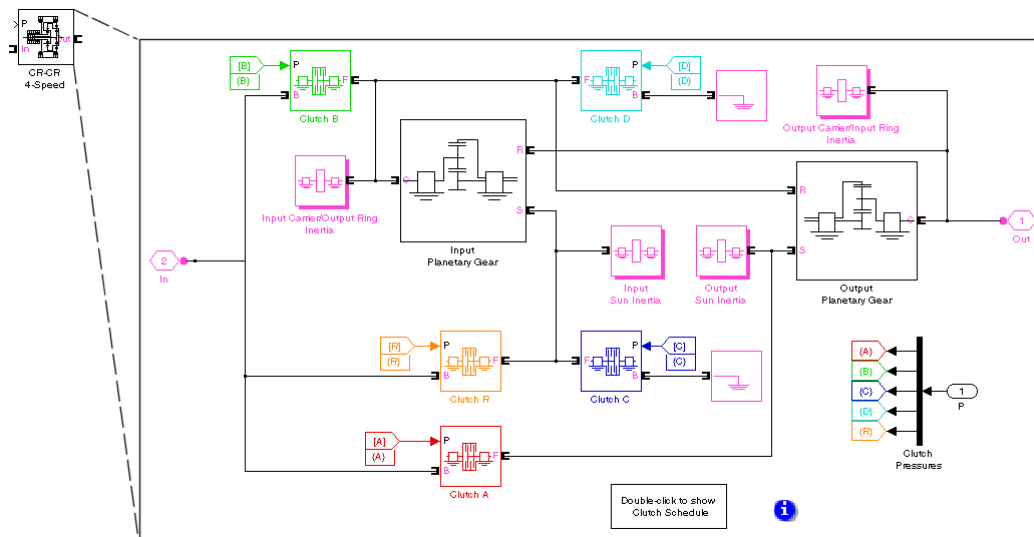 P
In
Out
CR-CR
4-Speed
[B]
{B}
P
F
B
Clutch B
[D]
{D}
P
F
B
Clutch D
Output Carrier/Input Ring
Inertia
C
R
S
Input
Planetary Gear
Input Carrier/Output Ring
Inertia
R
S
C
Output
Planetary Gear
1
Out
2
In
Input
Sun Inertia
Output
Sun Inertia
[R]
{R}
P
F
B
Clutch R
[C]
{C}
P
F
B
Clutch C
{A}
{B}
{C}
{D}
{R}
1
P
Clutch
Pressures
[A]
{A}
P
F
B
Clutch A
Double-click to show
Clutch Schedule
i